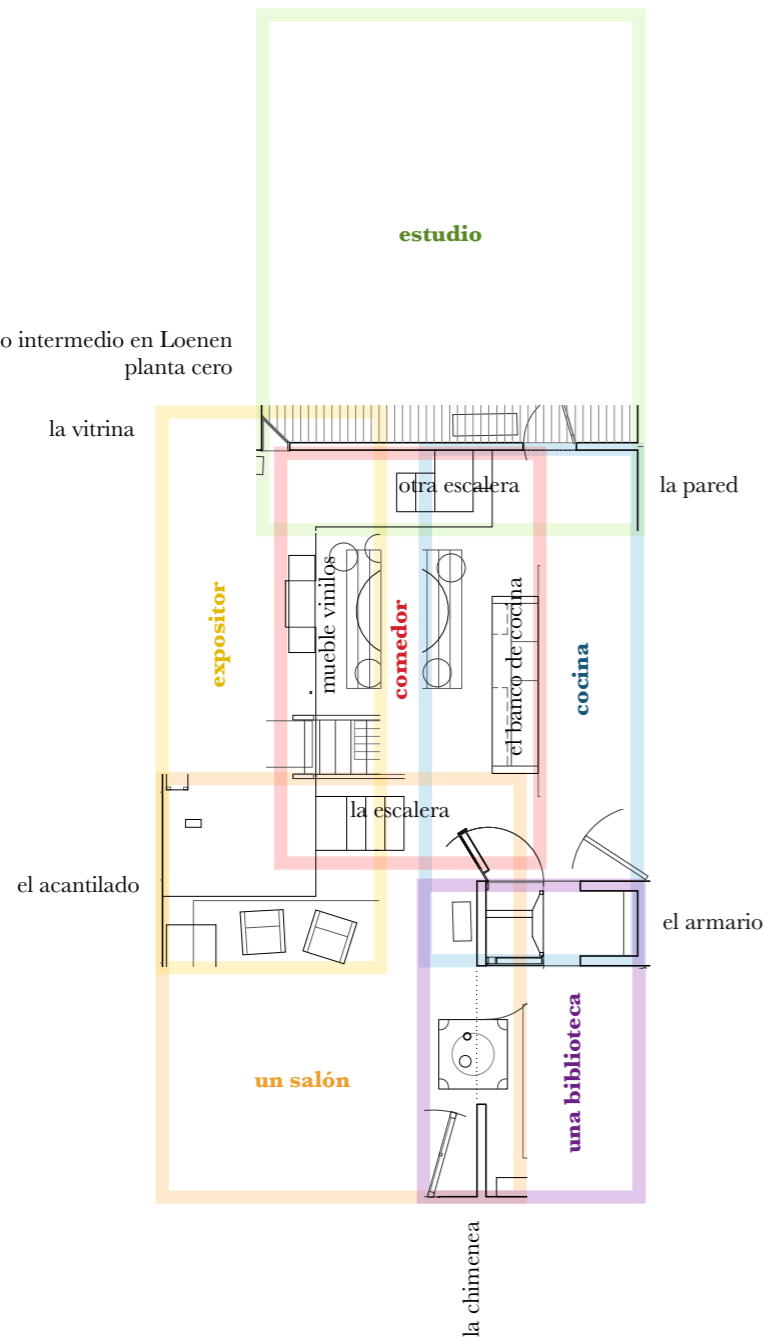 estudio
o intermedio en Loenen
planta cero
la vitrina
otra escalera
la pared
expositor
mueble vinilos
comedor
el banco de cocina
cocina
la escalera
el acantilado
el armario
un salón
una biblioteca
la chimenea